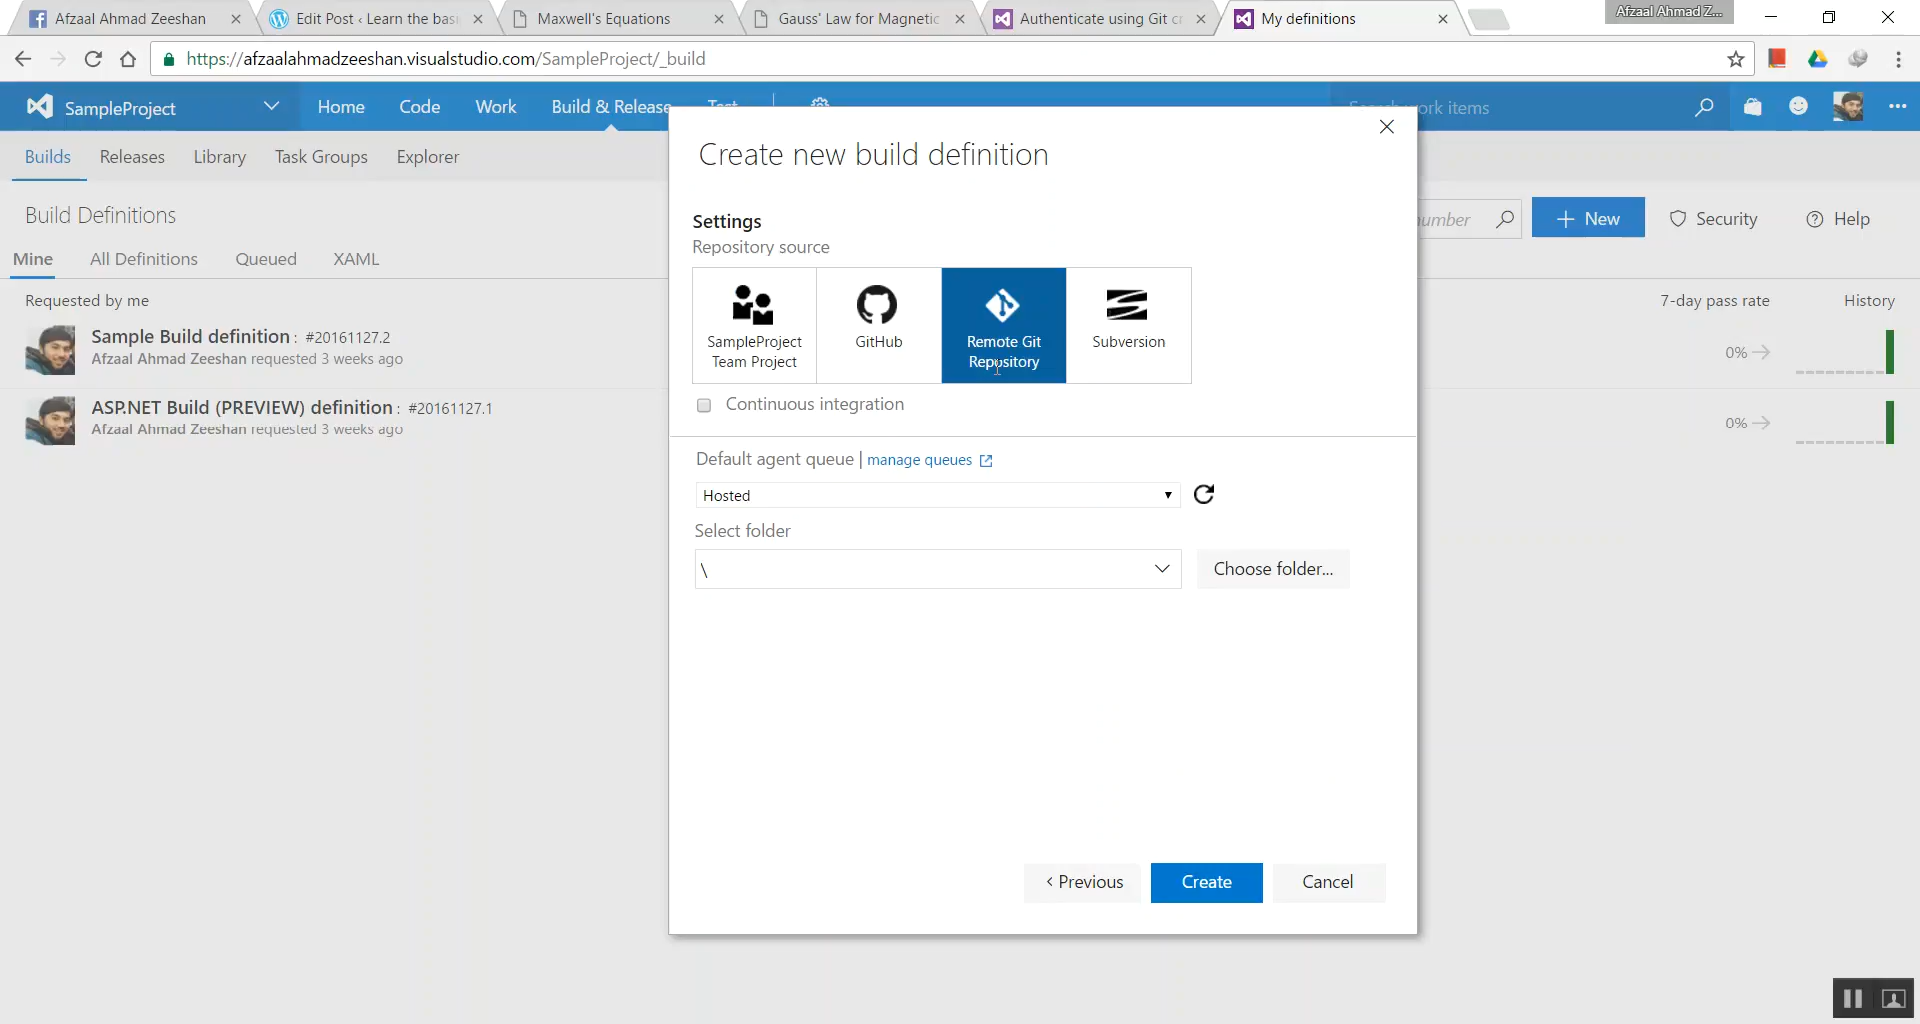 Afzaal Ahmad Zeeshan
Edit Post ‹ Learn the bas
Maxwell's Equations
Gauss' Law for Magnetic
Authenticate using Git cr
My definitions
Afzaal Ahmad Z...
https://afzaalahmadzeeshan.visualstudio.com/SampleProject/_build
SampleProject
Home
Code
Work
Build & Release
Test
Search work items
Builds
Releases
Library
Task Groups
Explorer
Build Definitions
Mine
All Definitions
Queued
XAML
number
New
Security
Help
Requested by me
7-day pass rate
History
Sample Build definition : #20161127.2
Afzaal Ahmad Zeeshan requested 3 weeks ago
0%
ASP.NET Build (PREVIEW) definition : #20161127.1
Afzaal Ahmad Zeeshan requested 3 weeks ago
0%
Create new build definition
Settings
Repository source
SampleProject
Team Project
GitHub
Remote Git
Repository
Subversion
Continuous integration
Default agent queue | manage queues
Hosted
Select folder
\
Choose folder...
‹ Previous
Create
Cancel